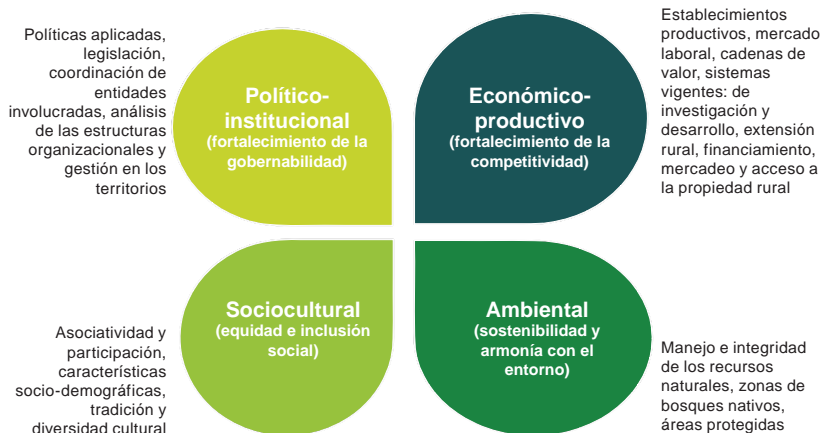 Políticas aplicadas,
legislación,
coordinación de
entidades
involucradas, análisis
de las estructuras
organizacionales y
gestión en los
territorios
Político-
institucional
(fortalecimiento de la
gobernabilidad)
Económico-
productivo
(fortalecimiento de la
competitividad)
Establecimientos
productivos, mercado
laboral, cadenas de
valor, sistemas
vigentes: de
investigación y
desarrollo, extensión
rural, financiamiento,
mercadeo y acceso a
la propiedad rural
Asociatividad y
participación,
características
socio-demográficas,
tradición y
diversidad cultural
Sociocultural
(equidad e inclusión
social)
Ambiental
(sostenibilidad y
armonía con el
entorno)
Manejo e integridad
de los recursos
naturales, zonas de
bosques nativos,
áreas protegidas